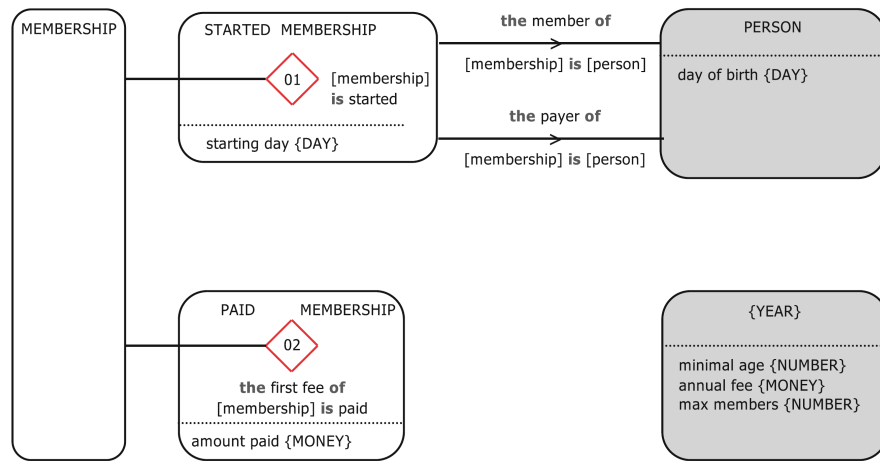 MEMBERSHIP
STARTED MEMBERSHIP
01
[membership]
is started
starting day {DAY}
the member of
[membership] is [person]
the payer of
[membership] is [person]
PERSON
day of birth {DAY}
PAID MEMBERSHIP
02
the first fee of
[membership] is paid
amount paid {MONEY}
{YEAR}
minimal age {NUMBER}
annual fee {MONEY}
max members {NUMBER}